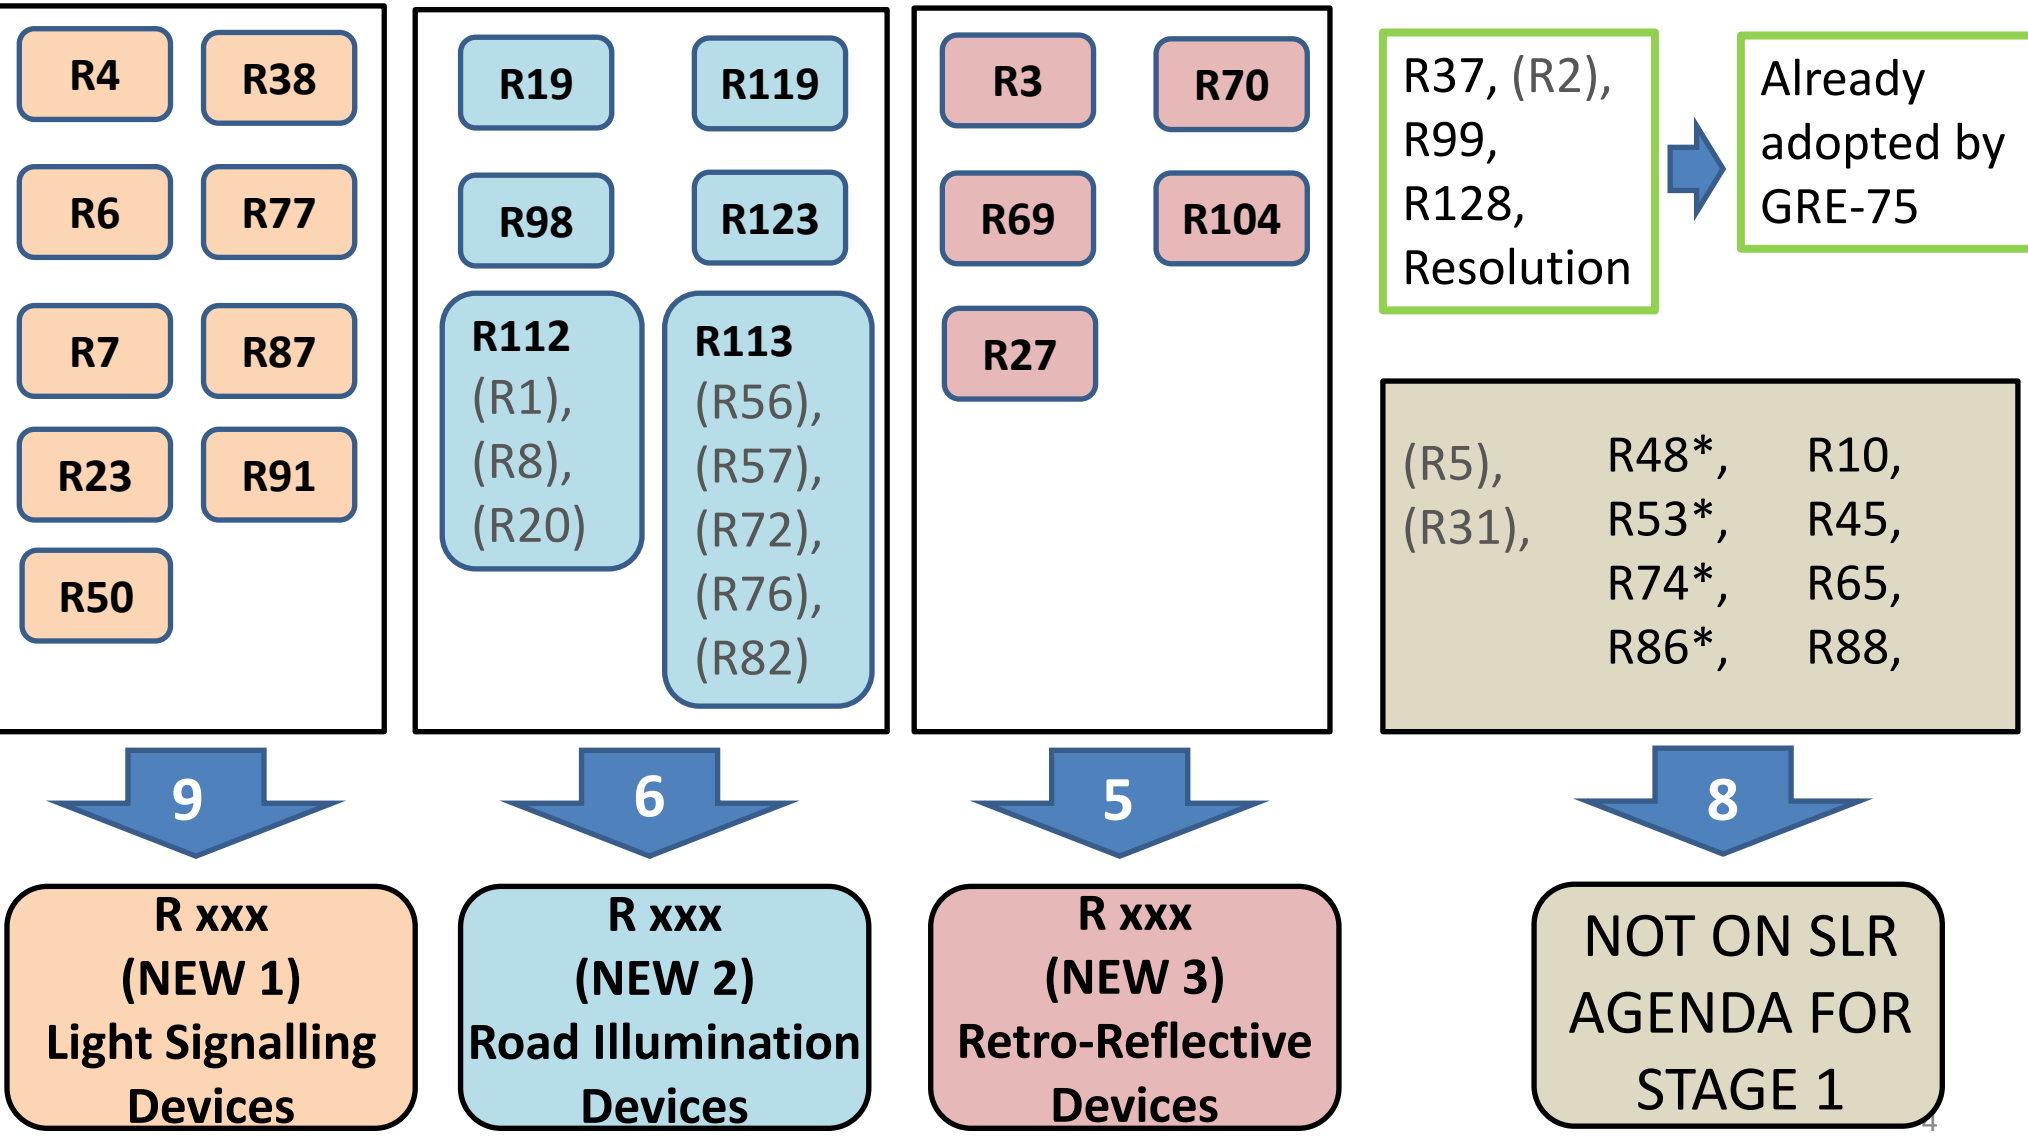 R4
R38
R6
R77
R7
R87
R23
R91
R50
9
R xxx
(NEW 1)
Light Signalling
Devices
R19
R119
R98
R123
R112
(R1),
(R8),
(R20)
R113
(R56),
(R57),
(R72),
(R76),
(R82)
6
R xxx
(NEW 2)
Road Illumination
Devices
R3
R70
R69
R104
R27
5
R xxx
(NEW 3)
Retro-Reflective
Devices
R37, (R2),
R99,
R128,
Resolution
Already
adopted by
GRE-75
(R5),
(R31),
R48*,
R53*,
R74*,
R86*,
R10,
R45,
R65,
R88,
8
NOT ON SLR
AGENDA FOR
STAGE 1
4